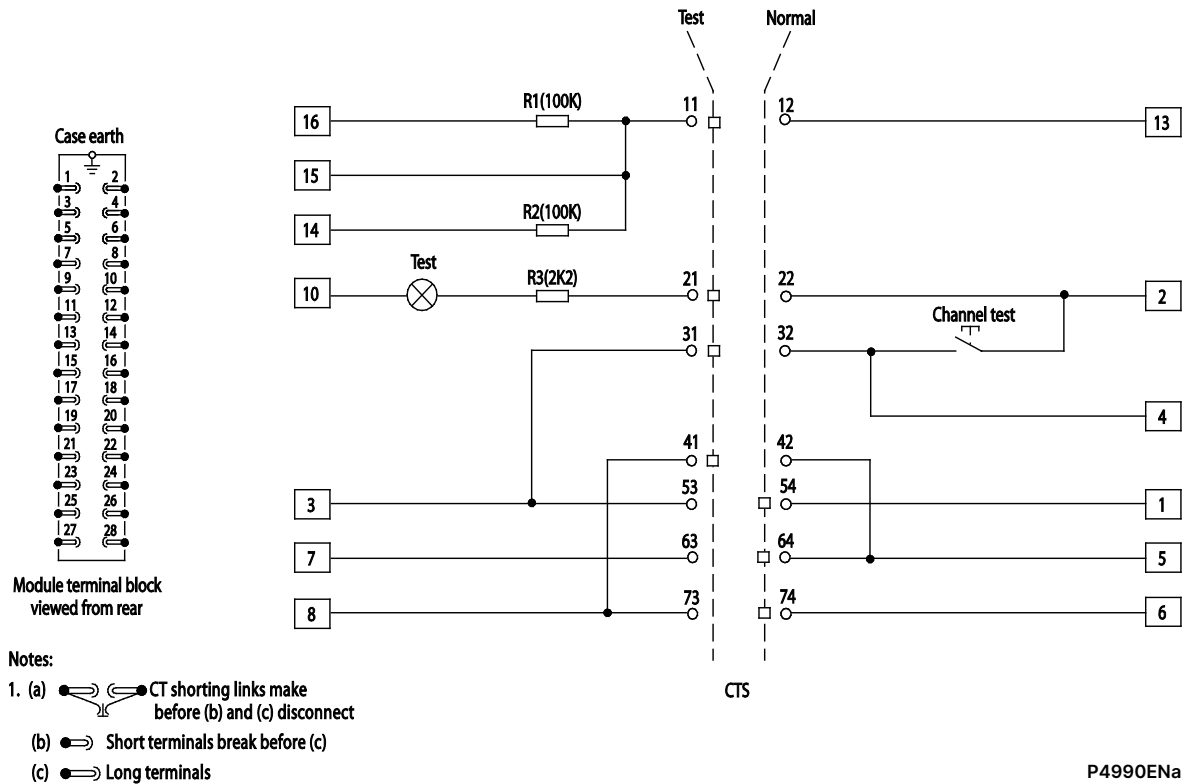 Test Normal
R1(100K) 11 12
16 13
Case earth
15
1 2
3 4
5 6
7 8
9 10
11 12
13 14
15 16
17 18
19 20
21 22
23 24
25 26
27 28
Module terminal block
viewed from rear
R2(100K)
14
Test
R3(2K2) 21 22
10 2
Channel test
31 32
4
41 42
53 54
3 1
63 64
7 5
73 74
8 6
CTS
Notes:
1. (a) CT shorting links make
before (b) and (c) disconnect
(b) Short terminals break before (c)
(c) Long terminals
P4990ENa